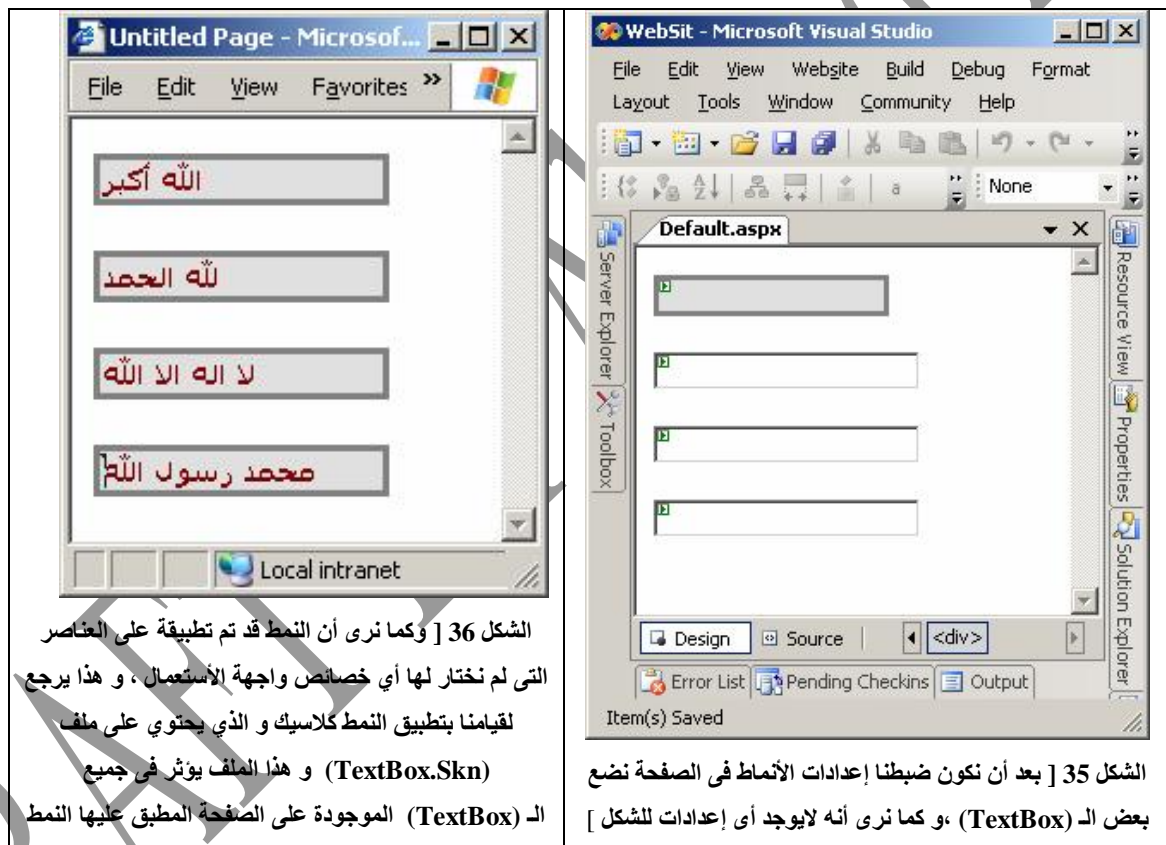 WebSit - Microsoft Visual Studio
File Edit View Website Build Debug Format
Layout Tools Window Community Help
a None
Default.aspx
Server Explorer
Toolbox
Resource View
Properties
Solution Explorer
Design Source <div>
Error List Pending Checkins Output
Item(s) Saved
الشكل 35 [ بعد أن نكون ضبطنا إعدادات الأنماط فى الصفحة نضع
بعض الـ (TextBox) ،و كما نرى أنه لايوجد أى إعدادات للشكل ]
Untitled Page - Microsof...
File Edit View Favorites »
الله أكبر
لله الحمد
لا اله الا الله
محمد رسول الله
Local intranet
الشكل 36 [ وكما نرى أن النمط قد تم تطبيقة على العناصر
التى لم نختار لها أي خصائص واجهة الأستعمال ، و هذا يرجع
لقيامنا بتطبيق النمط كلاسيك و الذي يحتوي على ملف
(TextBox.Skn) و هذا الملف يؤثر فى جميع
الـ (TextBox) الموجودة على الصفحة المطبق عليها النمط